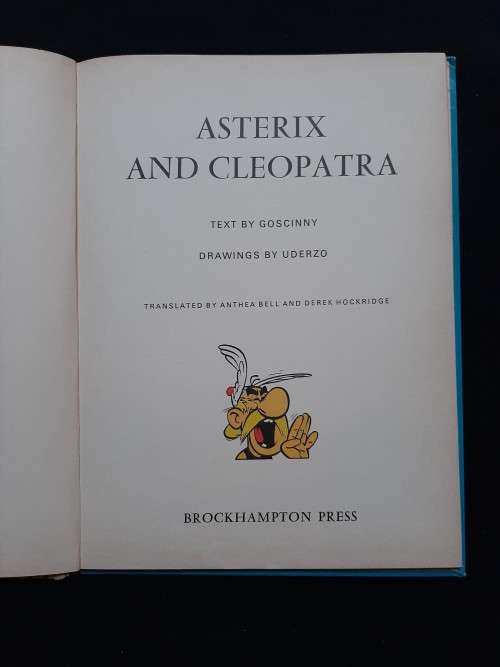 ASTERIX
AND CLEOPATRA
TEXT BY GOSCINNY
DRAWINGS BY UDERZO
TRANSLATED BY ANTHEA BELL AND DEREK HOCKRIDGE
BROCKHAMPTON PRESS